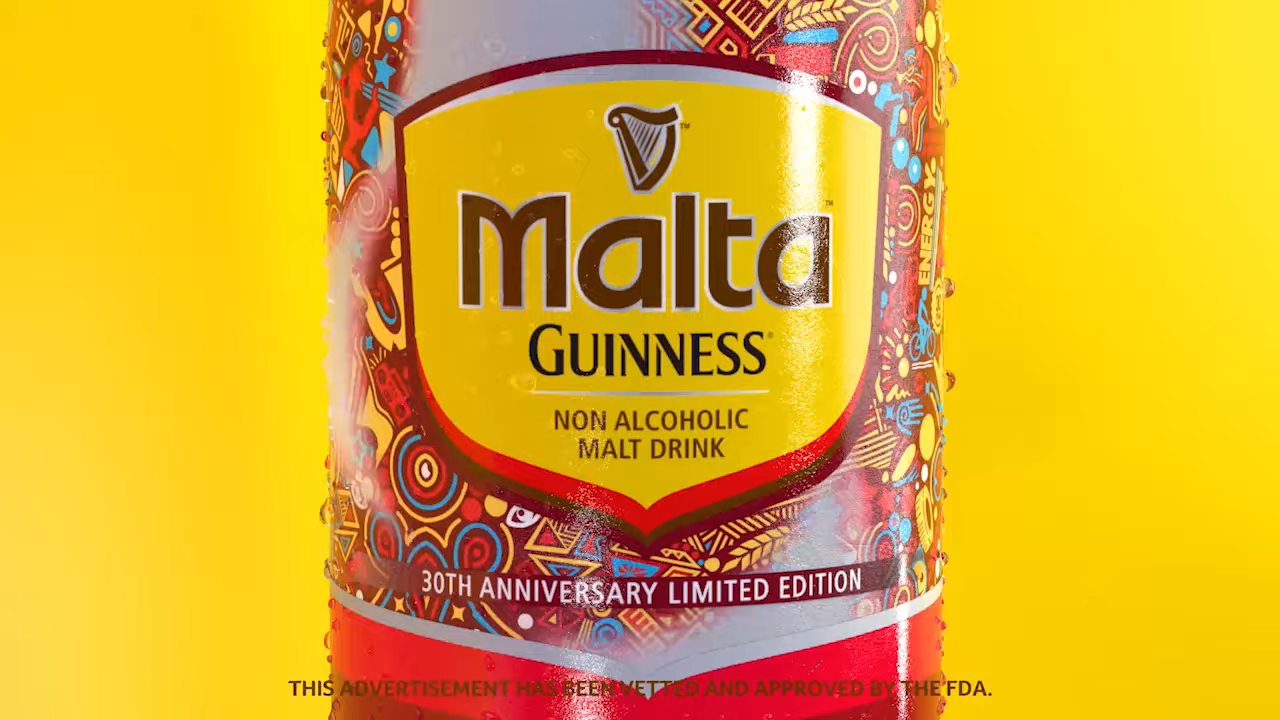 Malta
GUINNESS
NON ALCOHOLIC
MALT DRINK
ENERGY
30TH ANNIVERSARY LIMITED EDITION
THIS ADVERTISEMENT HAS BEEN VETTED AND APPROVED BY THE FDA.